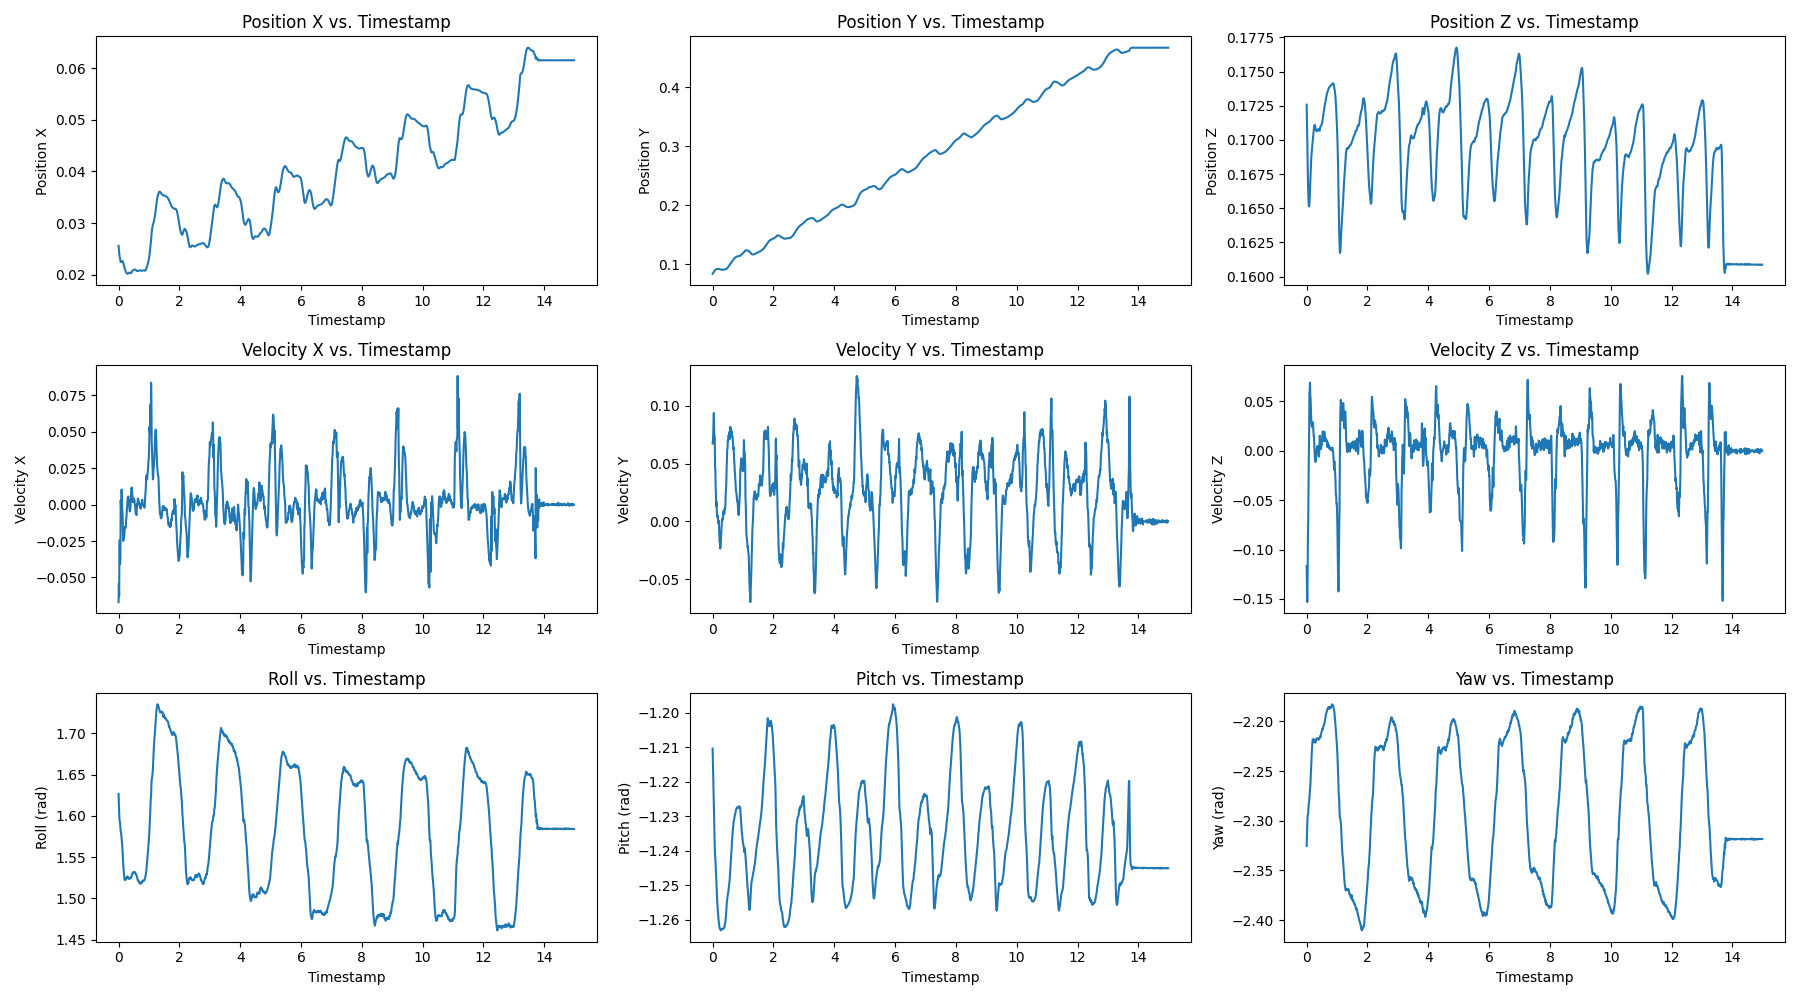 Position X vs. Timestamp
Position X
0.06
0.05
0.04
0.03
0.02
0 2 4 6 8 10 12 14
Timestamp
Position Y vs. Timestamp
Position Y
0.4
0.3
0.2
0.1
0 2 4 6 8 10 12 14
Timestamp
Position Z vs. Timestamp
Position Z
0.1775
0.1750
0.1725
0.1700
0.1675
0.1650
0.1625
0.1600
0 2 4 6 8 10 12 14
Timestamp
Velocity X vs. Timestamp
Velocity X
0.075
0.050
0.025
0.000
−0.025
−0.050
0 2 4 6 8 10 12 14
Timestamp
Velocity Y vs. Timestamp
Velocity Y
0.10
0.05
0.00
−0.05
0 2 4 6 8 10 12 14
Timestamp
Velocity Z vs. Timestamp
Velocity Z
0.05
0.00
−0.05
−0.10
−0.15
0 2 4 6 8 10 12 14
Timestamp
Roll vs. Timestamp
Roll (rad)
1.70
1.65
1.60
1.55
1.50
1.45
0 2 4 6 8 10 12 14
Timestamp
Pitch vs. Timestamp
Pitch (rad)
−1.20
−1.21
−1.22
−1.23
−1.24
−1.25
−1.26
0 2 4 6 8 10 12 14
Timestamp
Yaw vs. Timestamp
Yaw (rad)
−2.20
−2.25
−2.30
−2.35
−2.40
0 2 4 6 8 10 12 14
Timestamp